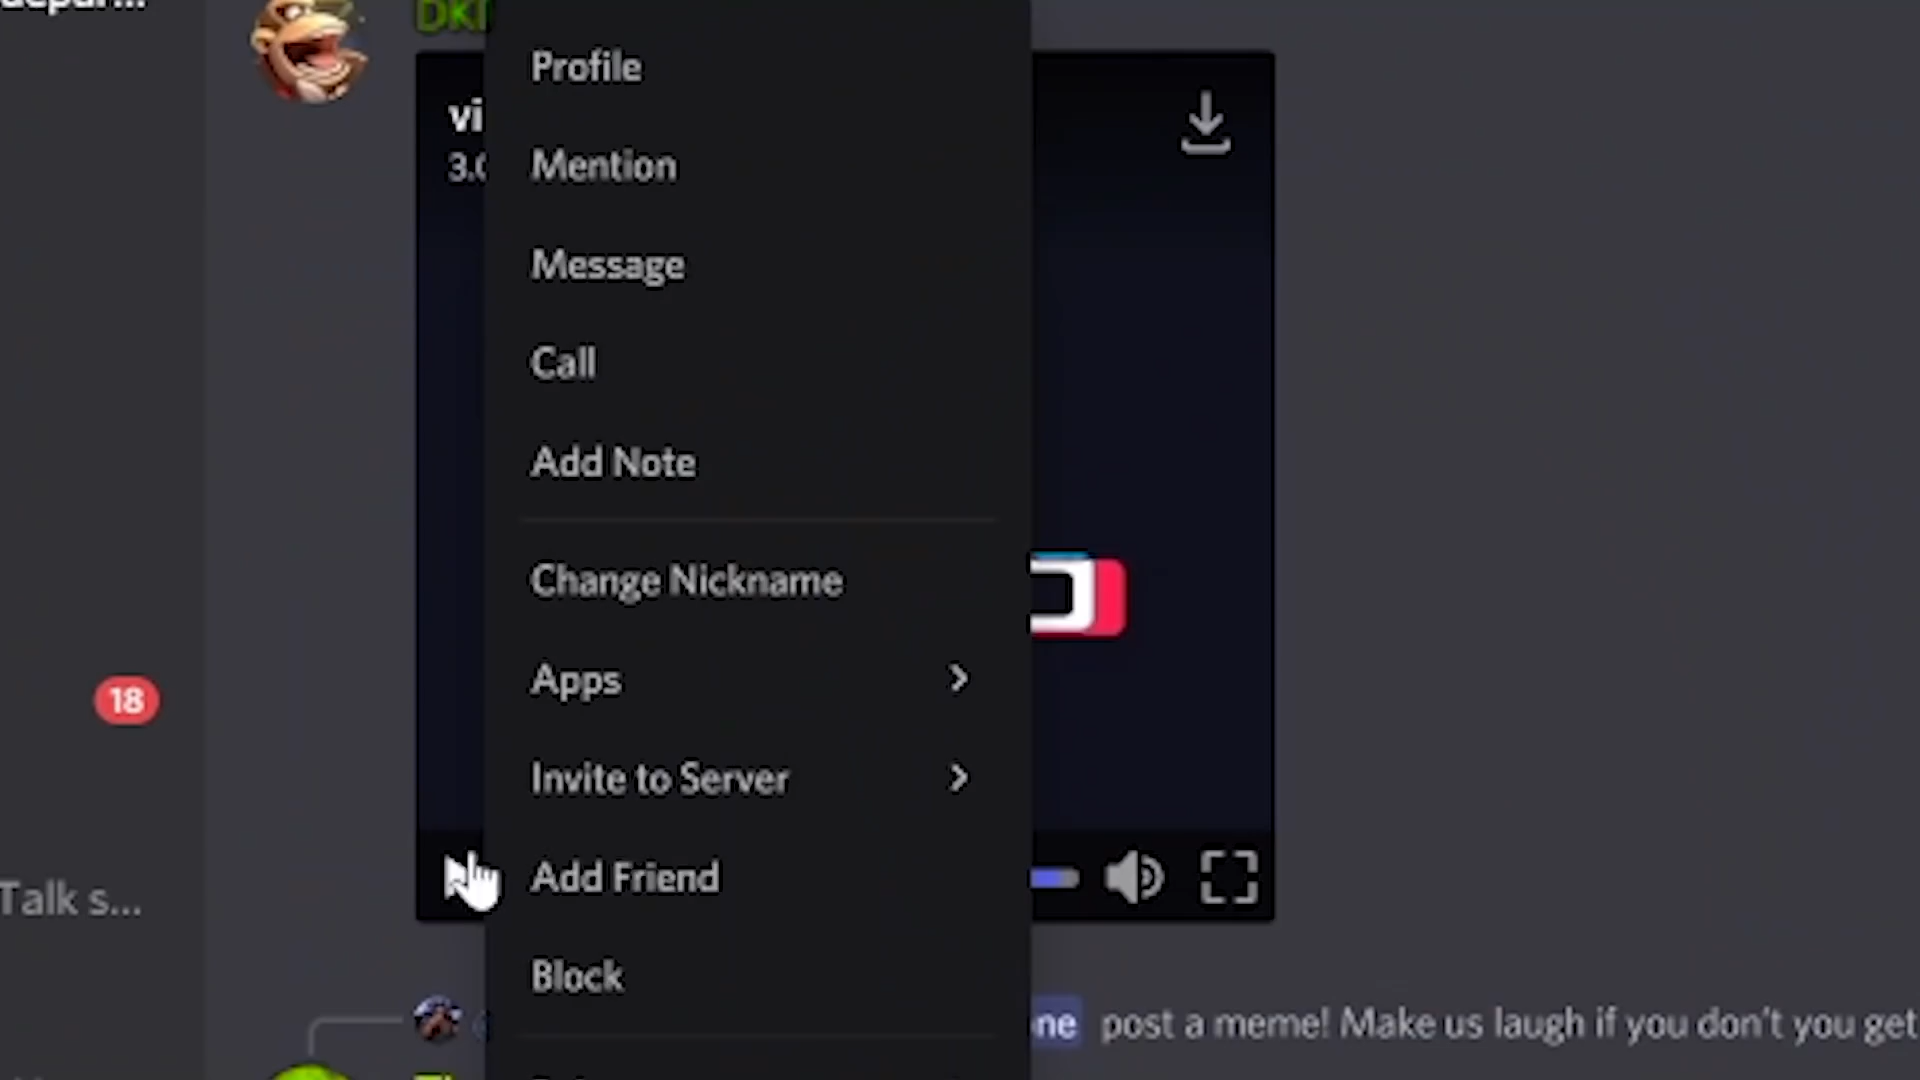 Profile
Mention
Message
Call
Add Note
Change Nickname
Apps
Invite to Server
18
Add Friend
Talk s...
Block
post a meme! Make us laugh if you don't you get